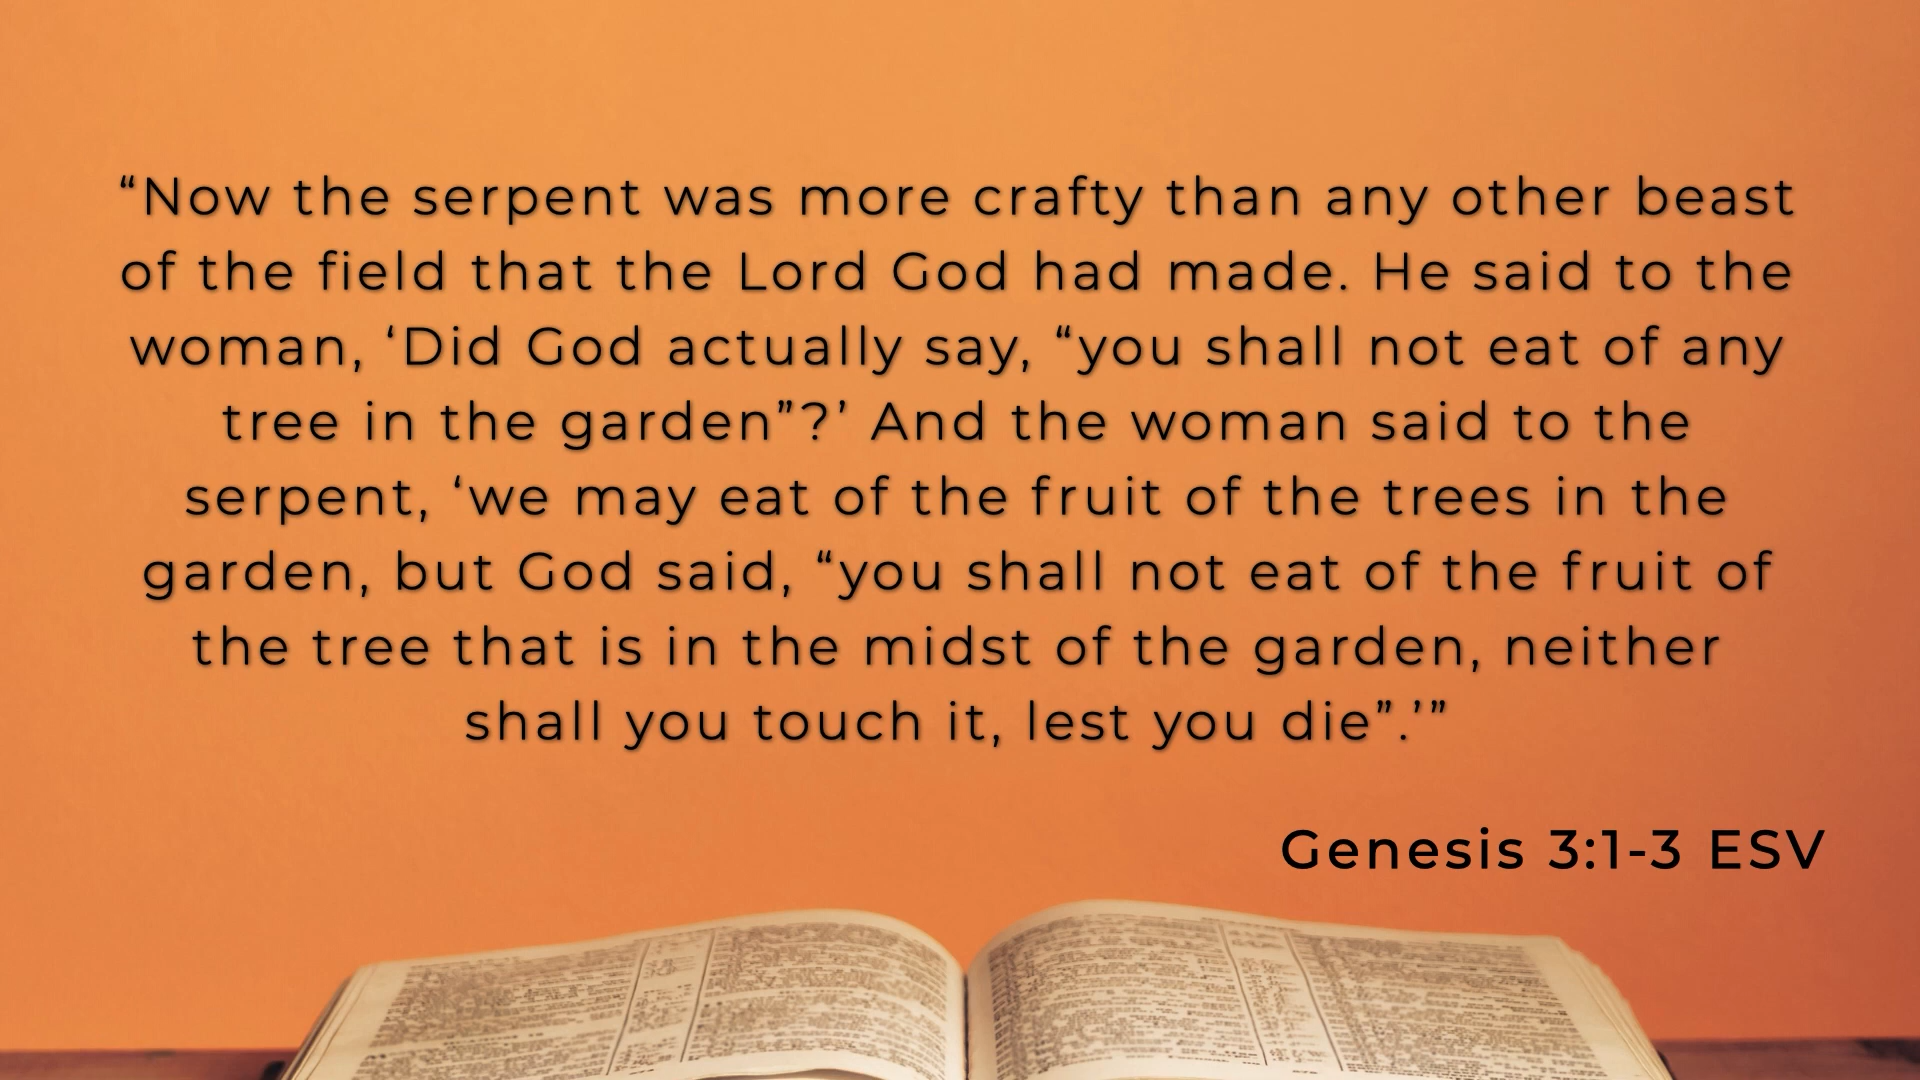 “Now the serpent was more crafty than any other beast
of the field that the Lord God had made. He said to the
woman, ‘Did God actually say, “you shall not eat of any
tree in the garden”?’ And the woman said to the
serpent, ‘we may eat of the fruit of the trees in the
garden, but God said, “you shall not eat of the fruit of
the tree that is in the midst of the garden, neither
shall you touch it, lest you die”.’”
Genesis 3:1-3 ESV